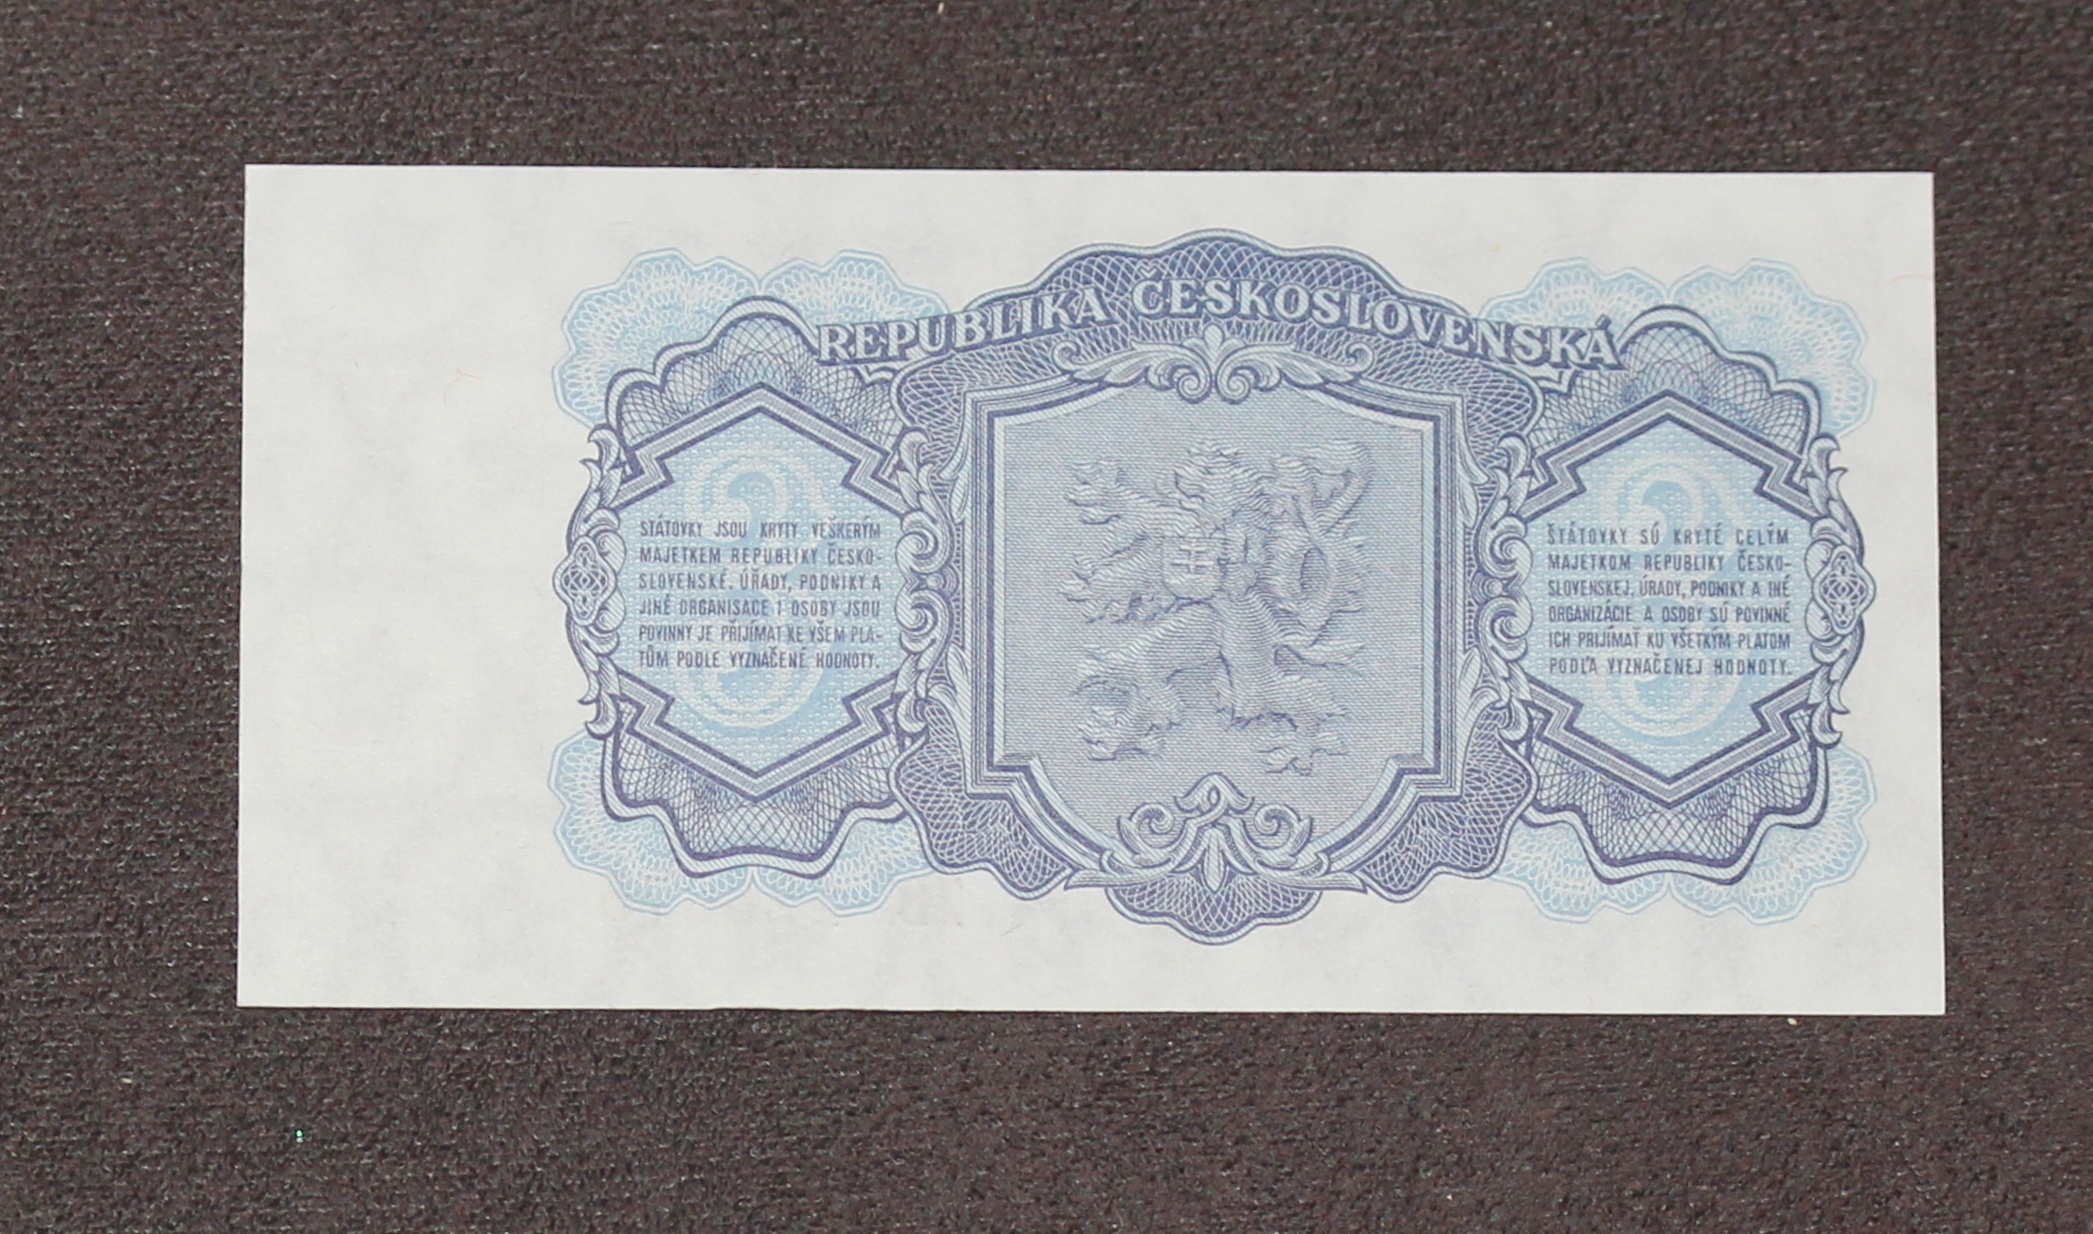 REPUBLIKA ČESKOSLOVENSKÁ
STÁTOVKY JSOU KRYTY VEŠKERÝM
MAJETKEM REPUBLIKY ČESKO-
SLOVENSKÉ. ÚŘADY, PODNIKY A
JINÉ ORGANISACE I OSOBY JSOU
POVINNY JE PŘIJÍMAT KE VŠEM PLA-
TŮM PODLE VYZNAČENÉ HODNOTY.
ŠTÁTOVKY SÚ KRYTÉ CELÝM
MAJETKOM REPUBLIKY ČESKO-
SLOVENSKEJ. ÚRADY, PODNIKY A INÉ
ORGANIZÁCIE A OSOBY SÚ POVINNÉ
ICH PRIJÍMAŤ KU VŠETKÝM PLATOM
PODĽA VYZNAČENEJ HODNOTY.
3
3